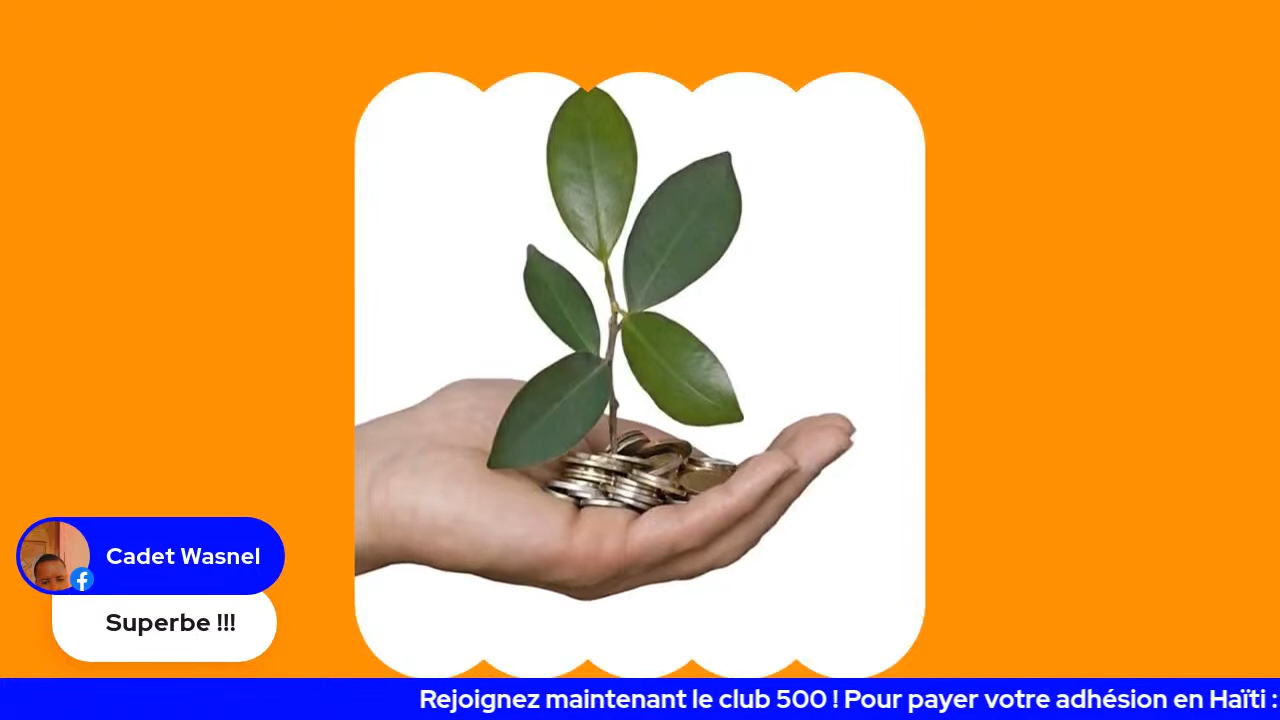 Cadet Wasnel
Superbe !!!
Rejoignez maintenant le club 500 ! Pour payer votre adhésion en Haïti :